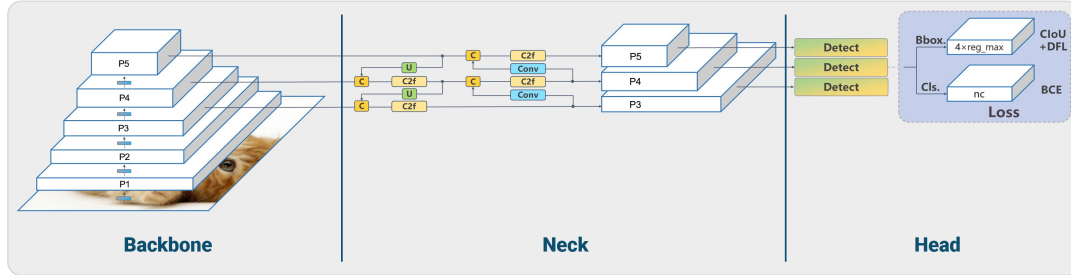 P5
P4
P3
P2
P1
Backbone
C
C2f
U
Conv
C
C2f
U
C
C2f
Conv
C
C2f
P5
P4
P3
Neck
Detect
Detect
Detect
Bbox.
4×reg_max
CIoU
+DFL
Cls.
nc
BCE
Loss
Head